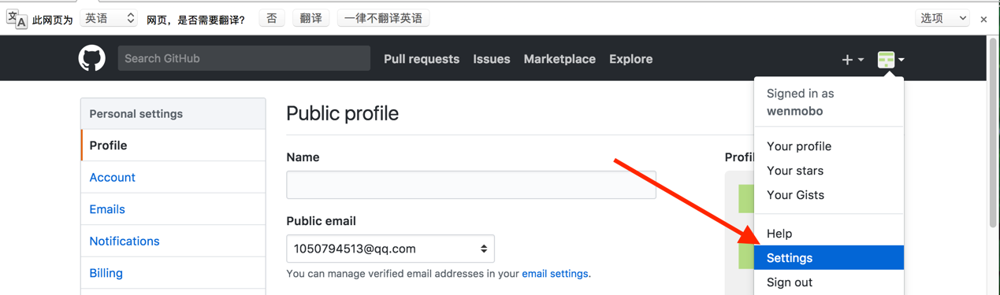 此网页为 英语 网页，是否需要翻译？ 否 翻译 一律不翻译英语 选项 ×
Search GitHub Pull requests Issues Marketplace Explore
Signed in as
wenmobo
Your profile
Your stars
Your Gists
Help
Settings
Sign out
Personal settings
Profile
Account
Emails
Notifications
Billing
Public profile
Name
Public email
1050794513@qq.com
You can manage verified email addresses in your email settings.